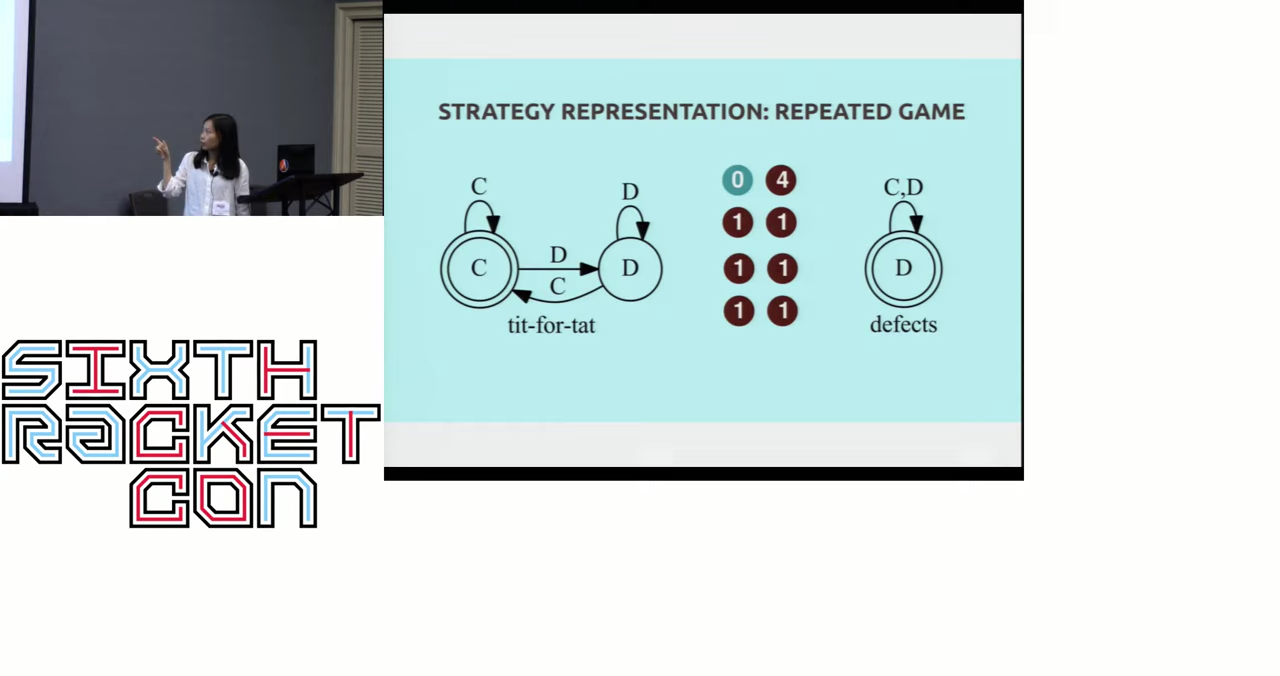 STRATEGY REPRESENTATION: REPEATED GAME
C
D
C,D
0 4
1 1
C
D
C
D
D
1 1
1 1
tit-for-tat
defects
SIXTH
RACKET
CON